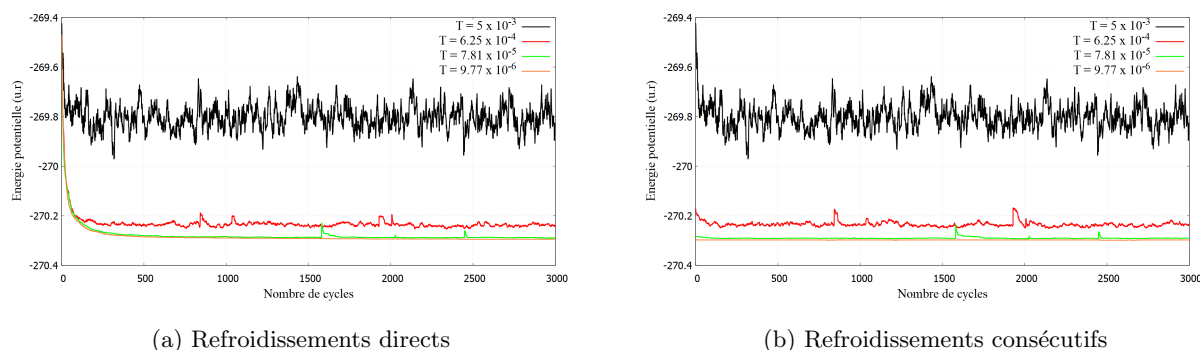 -269.4
-269.6
-269.8
-270
-270.2
-270.4
Energie potentielle (u.r)
T = 5 x 10⁻³
T = 6.25 x 10⁻⁴
T = 7.81 x 10⁻⁵
T = 9.77 x 10⁻⁶
0 500 1000 1500 2000 2500 3000
Nombre de cycles
(a) Refroidissements directs
-269.4
-269.6
-269.8
-270
-270.2
-270.4
Energie potentielle (u.r)
T = 5 x 10⁻³
T = 6.25 x 10⁻⁴
T = 7.81 x 10⁻⁵
T = 9.77 x 10⁻⁶
0 500 1000 1500 2000 2500 3000
Nombre de cycles
(b) Refroidissements consécutifs